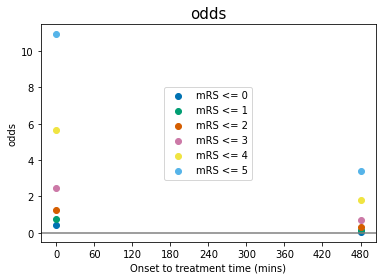 odds
10
8
6
4
2
0
odds
mRS <= 0
mRS <= 1
mRS <= 2
mRS <= 3
mRS <= 4
mRS <= 5
0 60 120 180 240 300 360 420 480
Onset to treatment time (mins)